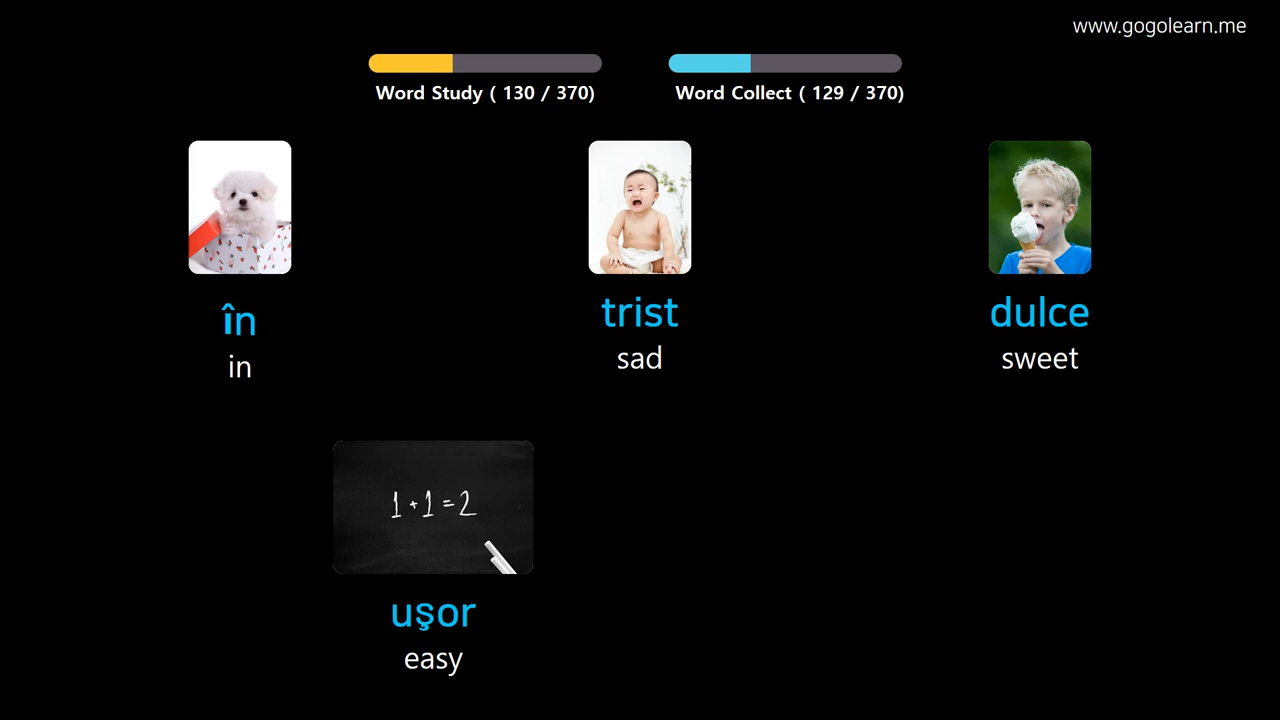 www.gogolearn.me
Word Study ( 130 / 370)
Word Collect ( 129 / 370)
în
in
trist
sad
dulce
sweet
1 + 1 = 2
uşor
easy